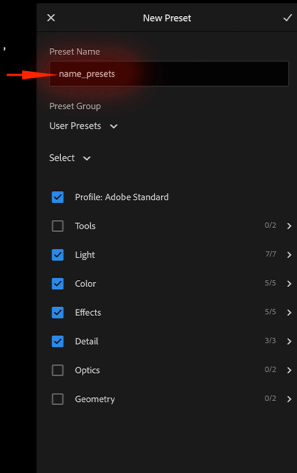 New Preset
,
Preset Name
name_presets
Preset Group
User Presets
Select
Profile: Adobe Standard
Tools 0/2
Light 7/7
Color 5/5
Effects 5/5
Detail 3/3
Optics 0/2
Geometry 0/2